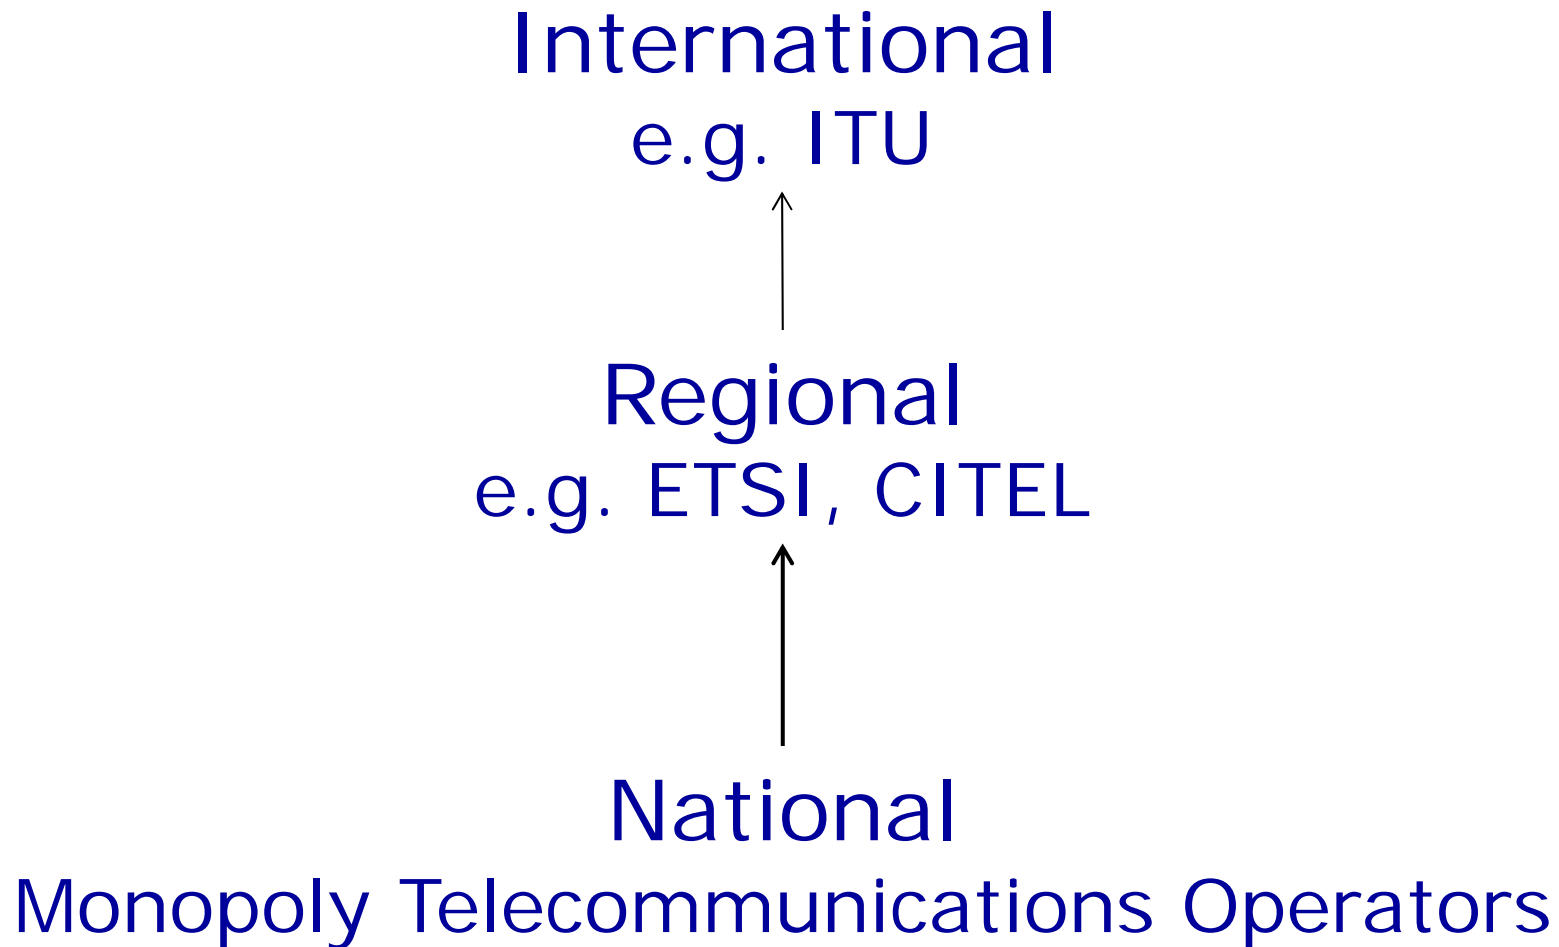 International
e.g. ITU
Regional
e.g. ETSI, CITEL
National
Monopoly Telecommunications Operators